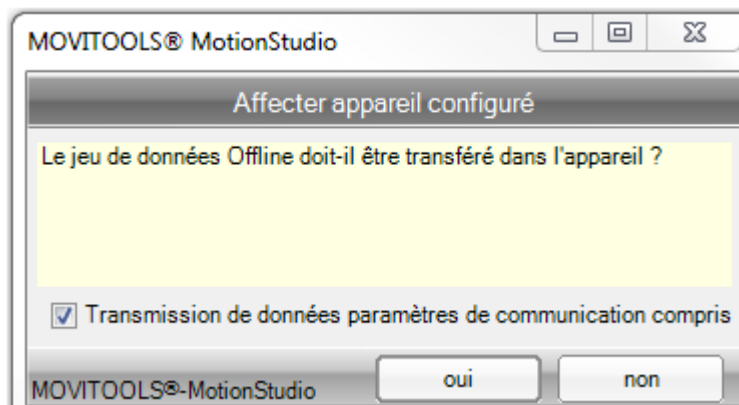 MOVITOOLS® MotionStudio
Affecter appareil configuré
Le jeu de données Offline doit-il être transféré dans l'appareil ?
Transmission de données paramètres de communication compris
MOVITOOLS®-MotionStudio
oui
non